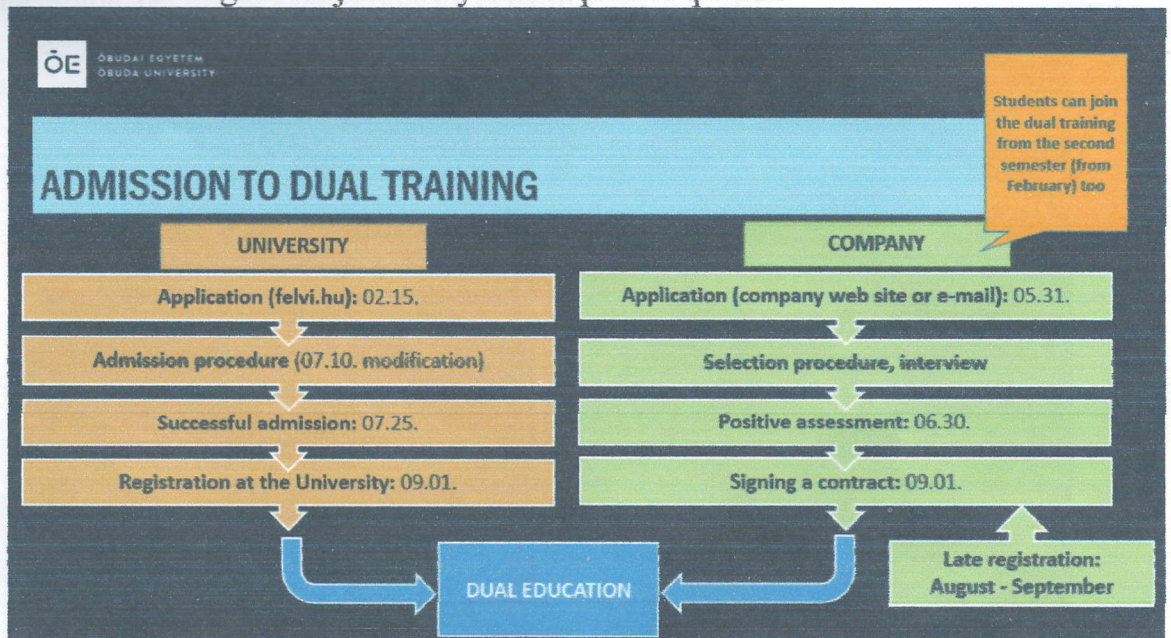 ŌE
ÓBUDAI EGYETEM
ÓBUDA UNIVERSITY
Students can join
the dual training
from the second
semester (from
February) too
ADMISSION TO DUAL TRAINING
UNIVERSITY
Application (felvi.hu): 02.15.
Admission procedure (07.10. modification)
Successful admission: 07.25.
Registration at the University: 09.01.
COMPANY
Application (company web site or e-mail): 05.31.
Selection procedure, interview
Positive assessment: 06.30.
Signing a contract: 09.01.
Late registration:
August - September
DUAL EDUCATION